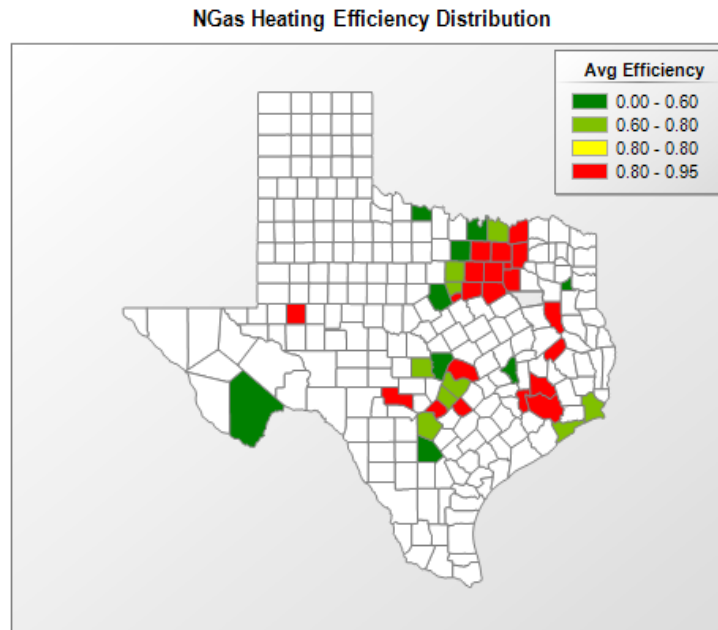 NGas Heating Efficiency Distribution
Avg Efficiency
0.00 - 0.60
0.60 - 0.80
0.80 - 0.80
0.80 - 0.95